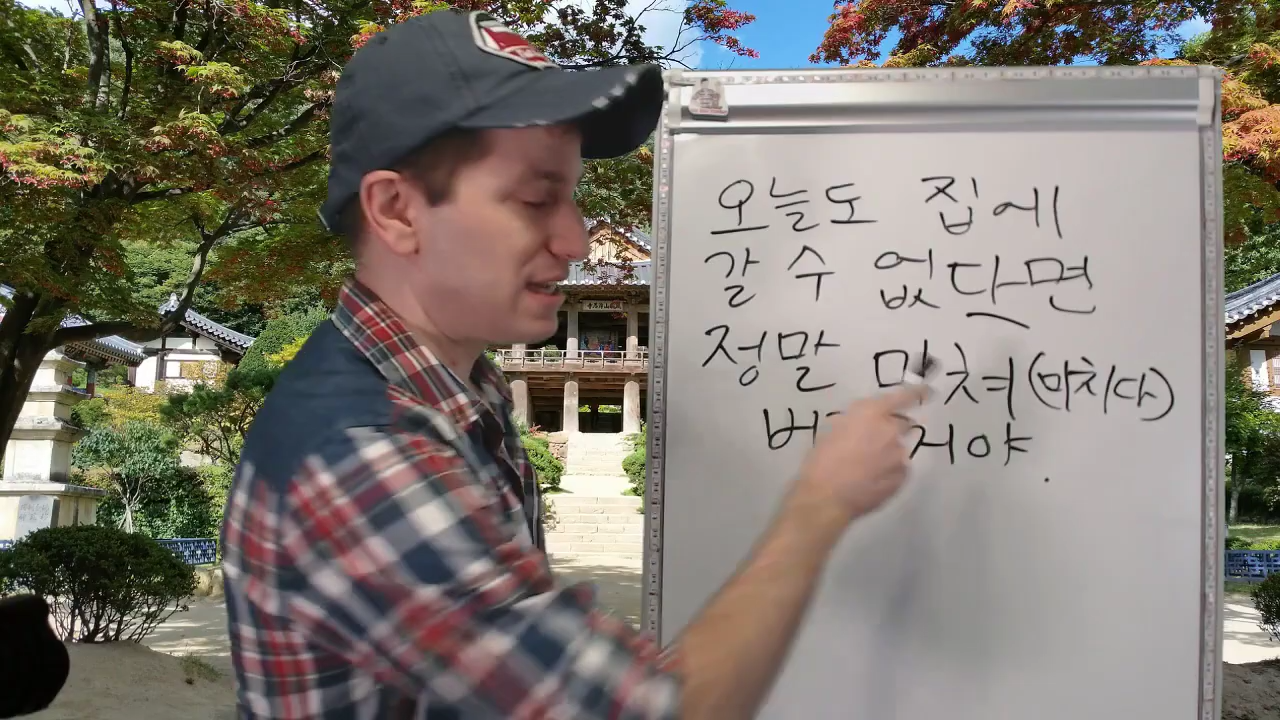 오늘도 집에
갈 수 없다면
정말 미쳐 (미치다)
버 거야